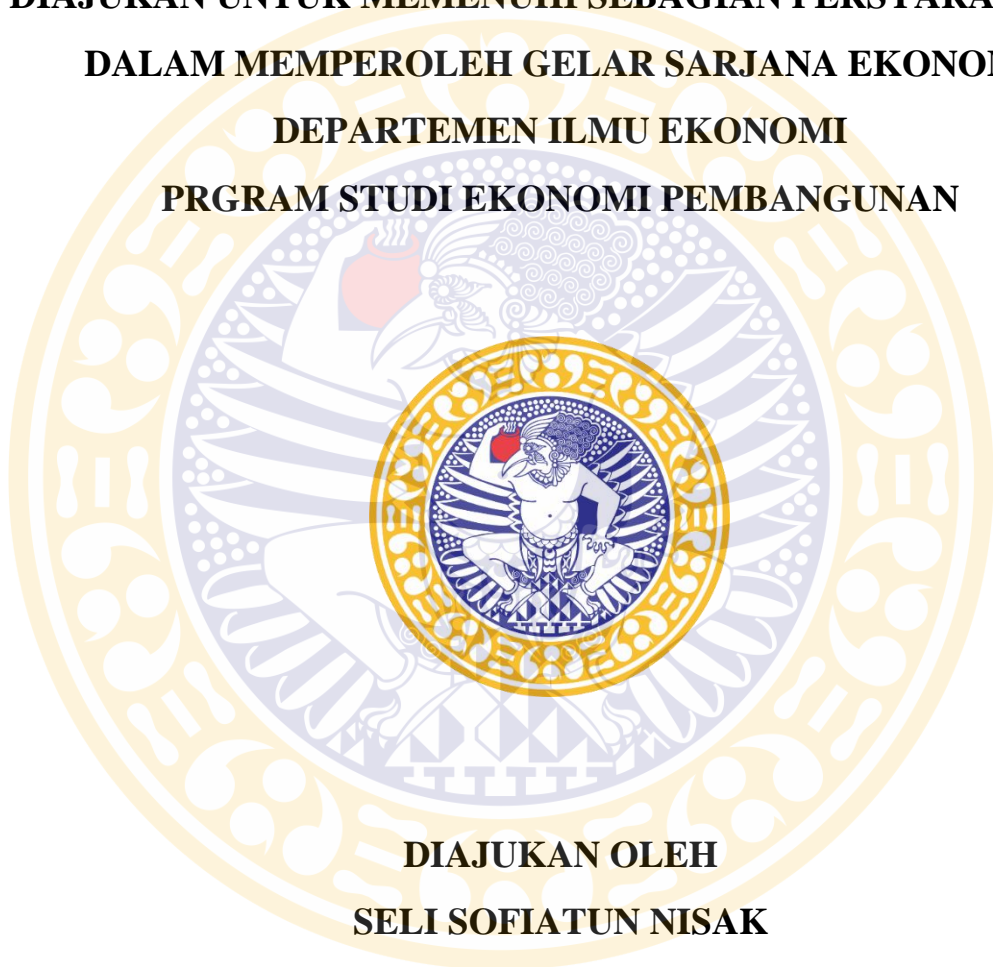 DALAM MEMPEROLEH GELAR SARJANA
DEPARTEMEN ILMU EKONOMI
PRGRAM STUDI EKONOMI PEMBANGUNAN
DIAJUKAN OLEH
SELI SOFIATUN NISAK